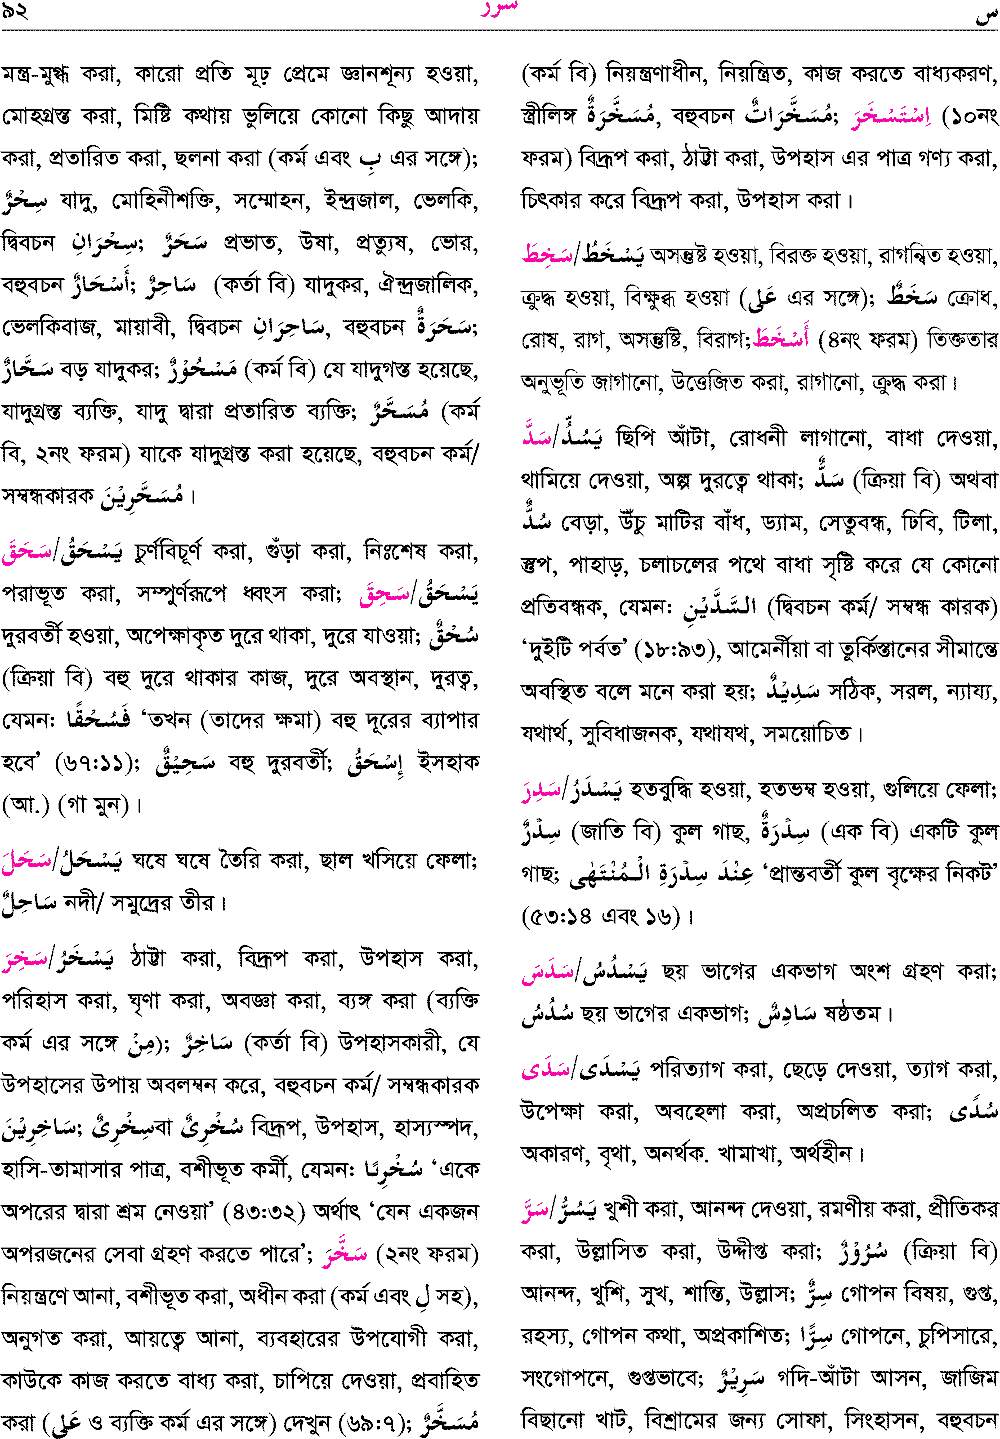 ৯২ سرر س
মন্ত্র-মুগ্ধ করা, কারো প্রতি মূঢ় প্রেমে জ্ঞানশূন্য হওয়া,
মোহগ্রস্ত করা, মিষ্টি কথায় ভুলিয়ে কোনো কিছু আদায়
করা, প্রতারিত করা, ছলনা করা (কর্ম এবং بِ এর সঙ্গে);
سِحْرٌ যাদু, মোহিনীশক্তি, সম্মোহন, ইন্দ্রজাল, ভেলকি,
দ্বিবচন سِحْرَانِ; سَحَرٌ প্রভাত, উষা, প্রত্যুষ, ভোর,
বহুবচন أَسْحَارٌ; سَاحِرٌ (কর্তা বি) যাদুকর, ঐন্দ্রজালিক,
ভেলকিবাজ, মায়াবী, দ্বিবচন سَاحِرَانِ, বহুবচন سَحَرَةٌ;
سَحَّارٌ বড় যাদুকর; مَسْحُوْرٌ (কর্ম বি) যে যাদুগস্ত হয়েছে,
যাদুগ্রস্ত ব্যক্তি, যাদু দ্বারা প্রতারিত ব্যক্তি; مُسَحَّرٌ (কর্ম
বি, ২নং ফরম) যাকে যাদুগ্রস্ত করা হয়েছে, বহুবচন কর্ম/
সম্বন্ধকারক مُسَحَّرِيْنَ ।
سَحَقَ/يَسْحَقُ চুর্ণবিচূর্ণ করা, গুঁড়া করা, নিঃশেষ করা,
পরাভূত করা, সম্পুর্ণরূপে ধ্বংস করা; سَحِقَ/يَسْحَقُ
দুরবর্তী হওয়া, অপেক্ষাকৃত দুরে থাকা, দুরে যাওয়া; سُحْقٌ
(ক্রিয়া বি) বহু দুরে থাকার কাজ, দুরে অবস্থান, দুরত্ব,
যেমন: فَسُحْقًا ‘তখন (তাদের ক্ষমা) বহু দূরের ব্যাপার
হবে’ (৬৭:১১); سَحِيْقٌ বহু দুরবর্তী; إِسْحَقُ ইসহাক
(আ.) (গা মুন)।
سَحَلَ/يَسْحَلُ ঘষে ঘষে তৈরি করা, ছাল খসিয়ে ফেলা;
سَاحِلٌ নদী/ সমুদ্রের তীর।
سَخِرَ/يَسْخَرُ ঠাট্টা করা, বিদ্রূপ করা, উপহাস করা,
পরিহাস করা, ঘৃণা করা, অবজ্ঞা করা, ব্যঙ্গ করা (ব্যক্তি
কর্ম এর সঙ্গে مِنْ); سَاخِرٌ (কর্তা বি) উপহাসকারী, যে
উপহাসের উপায় অবলম্বন করে, বহুবচন কর্ম/ সম্বন্ধকারক
سَاخِرِيْنَ; سِخْرِىٌّবা سُخْرِىٌّ বিদ্রূপ, উপহাস, হাস্যস্পদ,
হাসি-তামাসার পাত্র, বশীভূত কর্মী, যেমন: سُخْرِيًا ‘একে
অপরের দ্বারা শ্রম নেওয়া’ (৪৩:৩২) অর্থাৎ ‘যেন একজন
অপরজনের সেবা গ্রহণ করতে পারে’; سَخَّرَ (২নং ফরম)
নিয়ন্ত্রণে আনা, বশীভূত করা, অধীন করা (কর্ম এবং لِ সহ),
অনুগত করা, আয়ত্বে আনা, ব্যবহারের উপযোগী করা,
কাউকে কাজ করতে বাধ্য করা, চাপিয়ে দেওয়া, প্রবাহিত
করা (عَلَى ও ব্যক্তি কর্ম এর সঙ্গে) দেখুন (৬৯:৭); مُسَخَّرٌ
(কর্ম বি) নিয়ন্ত্রণাধীন, নিয়ন্ত্রিত, কাজ করতে বাধ্যকরণ,
স্ত্রীলিঙ্গ مُسَخَّرَةٌ, বহুবচন مُسَخَّرَاتٌ; اِسْتَسْخَرَ (১০নং
ফরম) বিদ্রূপ করা, ঠাট্টা করা, উপহাস এর পাত্র গণ্য করা,
চিৎকার করে বিদ্রূপ করা, উপহাস করা।
سَخِطَ/يَسْخَطُ অসন্তুষ্ট হওয়া, বিরক্ত হওয়া, রাগন্বিত হওয়া,
ক্রুদ্ধ হওয়া, বিক্ষুব্ধ হওয়া (عَلَى এর সঙ্গে); سَخَطٌ ক্রোধ,
রোষ, রাগ, অসন্তুষ্টি, বিরাগ;أَسْخَطَ (৪নং ফরম) তিক্ততার
অনুভূতি জাগানো, উত্তেজিত করা, রাগানো, ক্রুদ্ধ করা।
سَدَّ/يَسُدُّ ছিপি আঁটা, রোধনী লাগানো, বাধা দেওয়া,
থামিয়ে দেওয়া, অল্প দুরত্বে থাকা; سَدٌّ (ক্রিয়া বি) অথবা
سُدٌّ বেড়া, উঁচু মাটির বাঁধ, ড্যাম, সেতুবন্ধ, ঢিবি, টিলা,
স্তুপ, পাহাড়, চলাচলের পথে বাধা সৃষ্টি করে যে কোনো
প্রতিবন্ধক, যেমন: السَّدَّيْنِ (দ্বিবচন কর্ম/ সম্বন্ধ কারক)
‘দুইটি পর্বত’ (১৮:৯৩), আমের্নীয়া বা তুর্কিস্তানের সীমান্তে
অবস্থিত বলে মনে করা হয়; سَدِيْدٌ সঠিক, সরল, ন্যায্য,
যথার্থ, সুবিধাজনক, যথাযথ, সময়োচিত।
سَدِرَ/يَسْدَرُ হতবুদ্ধি হওয়া, হতভম্ব হওয়া, গুলিয়ে ফেলা;
سِدْرٌ (জাতি বি) কুল গাছ, سِدْرَةٌ (এক বি) একটি কুল
গাছ; عِنْدَ سِدْرَةِ الْمُنْتَهَى ‘প্রান্তবর্তী কুল বৃক্ষের নিকট’
(৫৩:১৪ এবং ১৬)।
سَدَسَ/يَسْدُسُ ছয় ভাগের একভাগ অংশ গ্রহণ করা;
سُدُسٌ ছয় ভাগের একভাগ; سَادِسٌ ষষ্ঠতম।
سَدَى/يَسْدَى পরিত্যাগ করা, ছেড়ে দেওয়া, ত্যাগ করা,
উপেক্ষা করা, অবহেলা করা, অপ্রচলিত করা; سُدًى
অকারণ, বৃথা, অনর্থক. খামাখা, অর্থহীন।
سَرَّ/يَسُرُّ খুশী করা, আনন্দ দেওয়া, রমণীয় করা, প্রীতিকর
করা, উল্লাসিত করা, উদ্দীপ্ত করা; سُرُوْرٌ (ক্রিয়া বি)
আনন্দ, খুশি, সুখ, শান্তি, উল্লাস; سِرٌّ গোপন বিষয়, গুপ্ত,
রহস্য, গোপন কথা, অপ্রকাশিত; سِرًّا গোপনে, চুপিসারে,
সংগোপনে, গুপ্তভাবে; سَرِيْرٌ গদি-আঁটা আসন, জাজিম
বিছানো খাট, বিশ্রামের জন্য সোফা, সিংহাসন, বহুবচন